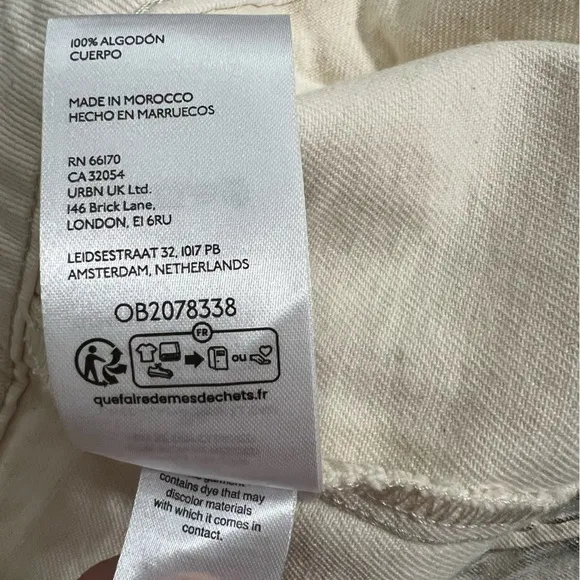 100% ALGODÓN
CUERPO
MADE IN MOROCCO
HECHO EN MARRUECOS
RN 66170
CA 32054
URBN UK Ltd.
146 Brick Lane,
LONDON, E1 6RU
LEIDSESTRAAT 32, 1017 PB
AMSTERDAM, NETHERLANDS
OB2078338
FR
ou
quefairedemesdechets.fr
garment
contains dye that may
discolor materials
with which it comes in
contact.